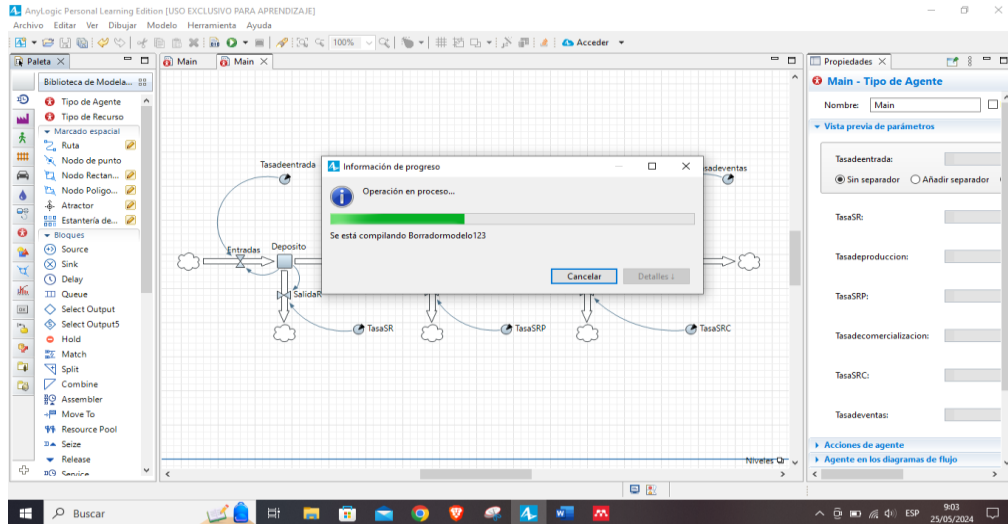 AnyLogic Personal Learning Edition [USO EXCLUSIVO PARA APRENDIZAJE]
Archivo Editar Ver Dibujar Modelo Herramienta Ayuda
100%
Acceder
Paleta
Main
Main
Propiedades
Biblioteca de Modela...
Tipo de Agente
Tipo de Recurso
Marcado espacial
Ruta
Nodo de punto
Nodo Rectan...
Nodo Poligo...
Atractor
Estantería de...
Bloques
Source
Sink
Delay
Queue
Select Output
Select Output5
Hold
Match
Split
Combine
Assembler
Move To
Resource Pool
Seize
Release
Service
Tasadeentrada
Entradas
Deposito
SalidaR
TasaSR
TasaSRP
TasaSRC
sadeventas
Niveles
Información de progreso
Operación en proceso...
Se está compilando Borradormodelo123
Cancelar
Detalles ↓
Main - Tipo de Agente
Nombre: Main
Vista previa de parámetros
Tasadeentrada:
Sin separador Añadir separador
TasaSR:
Tasadeproduccion:
TasaSRP:
Tasadecomercializacion:
TasaSRC:
Tasadeventas:
Acciones de agente
Agente en los diagramas de flujo
Buscar
ESP
9:03
25/05/2024